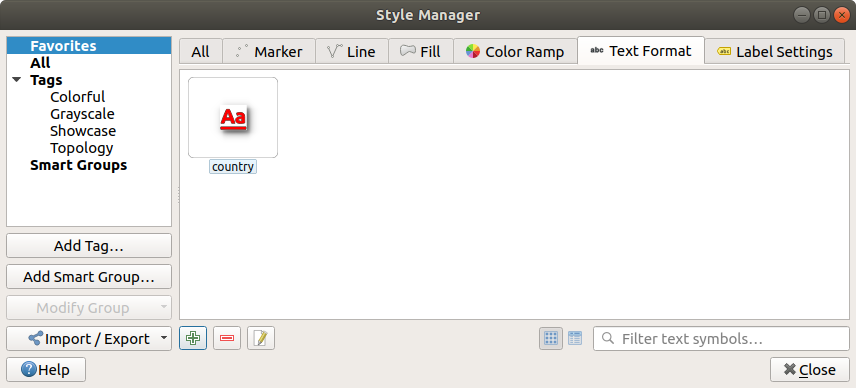 Style Manager
Favorites
All
Tags
Colorful
Grayscale
Showcase
Topology
Smart Groups
Add Tag...
Add Smart Group...
Modify Group
Import / Export
Help
All
Marker
Line
Fill
Color Ramp
abc Text Format
abc Label Settings
Aa
country
Filter text symbols...
Close